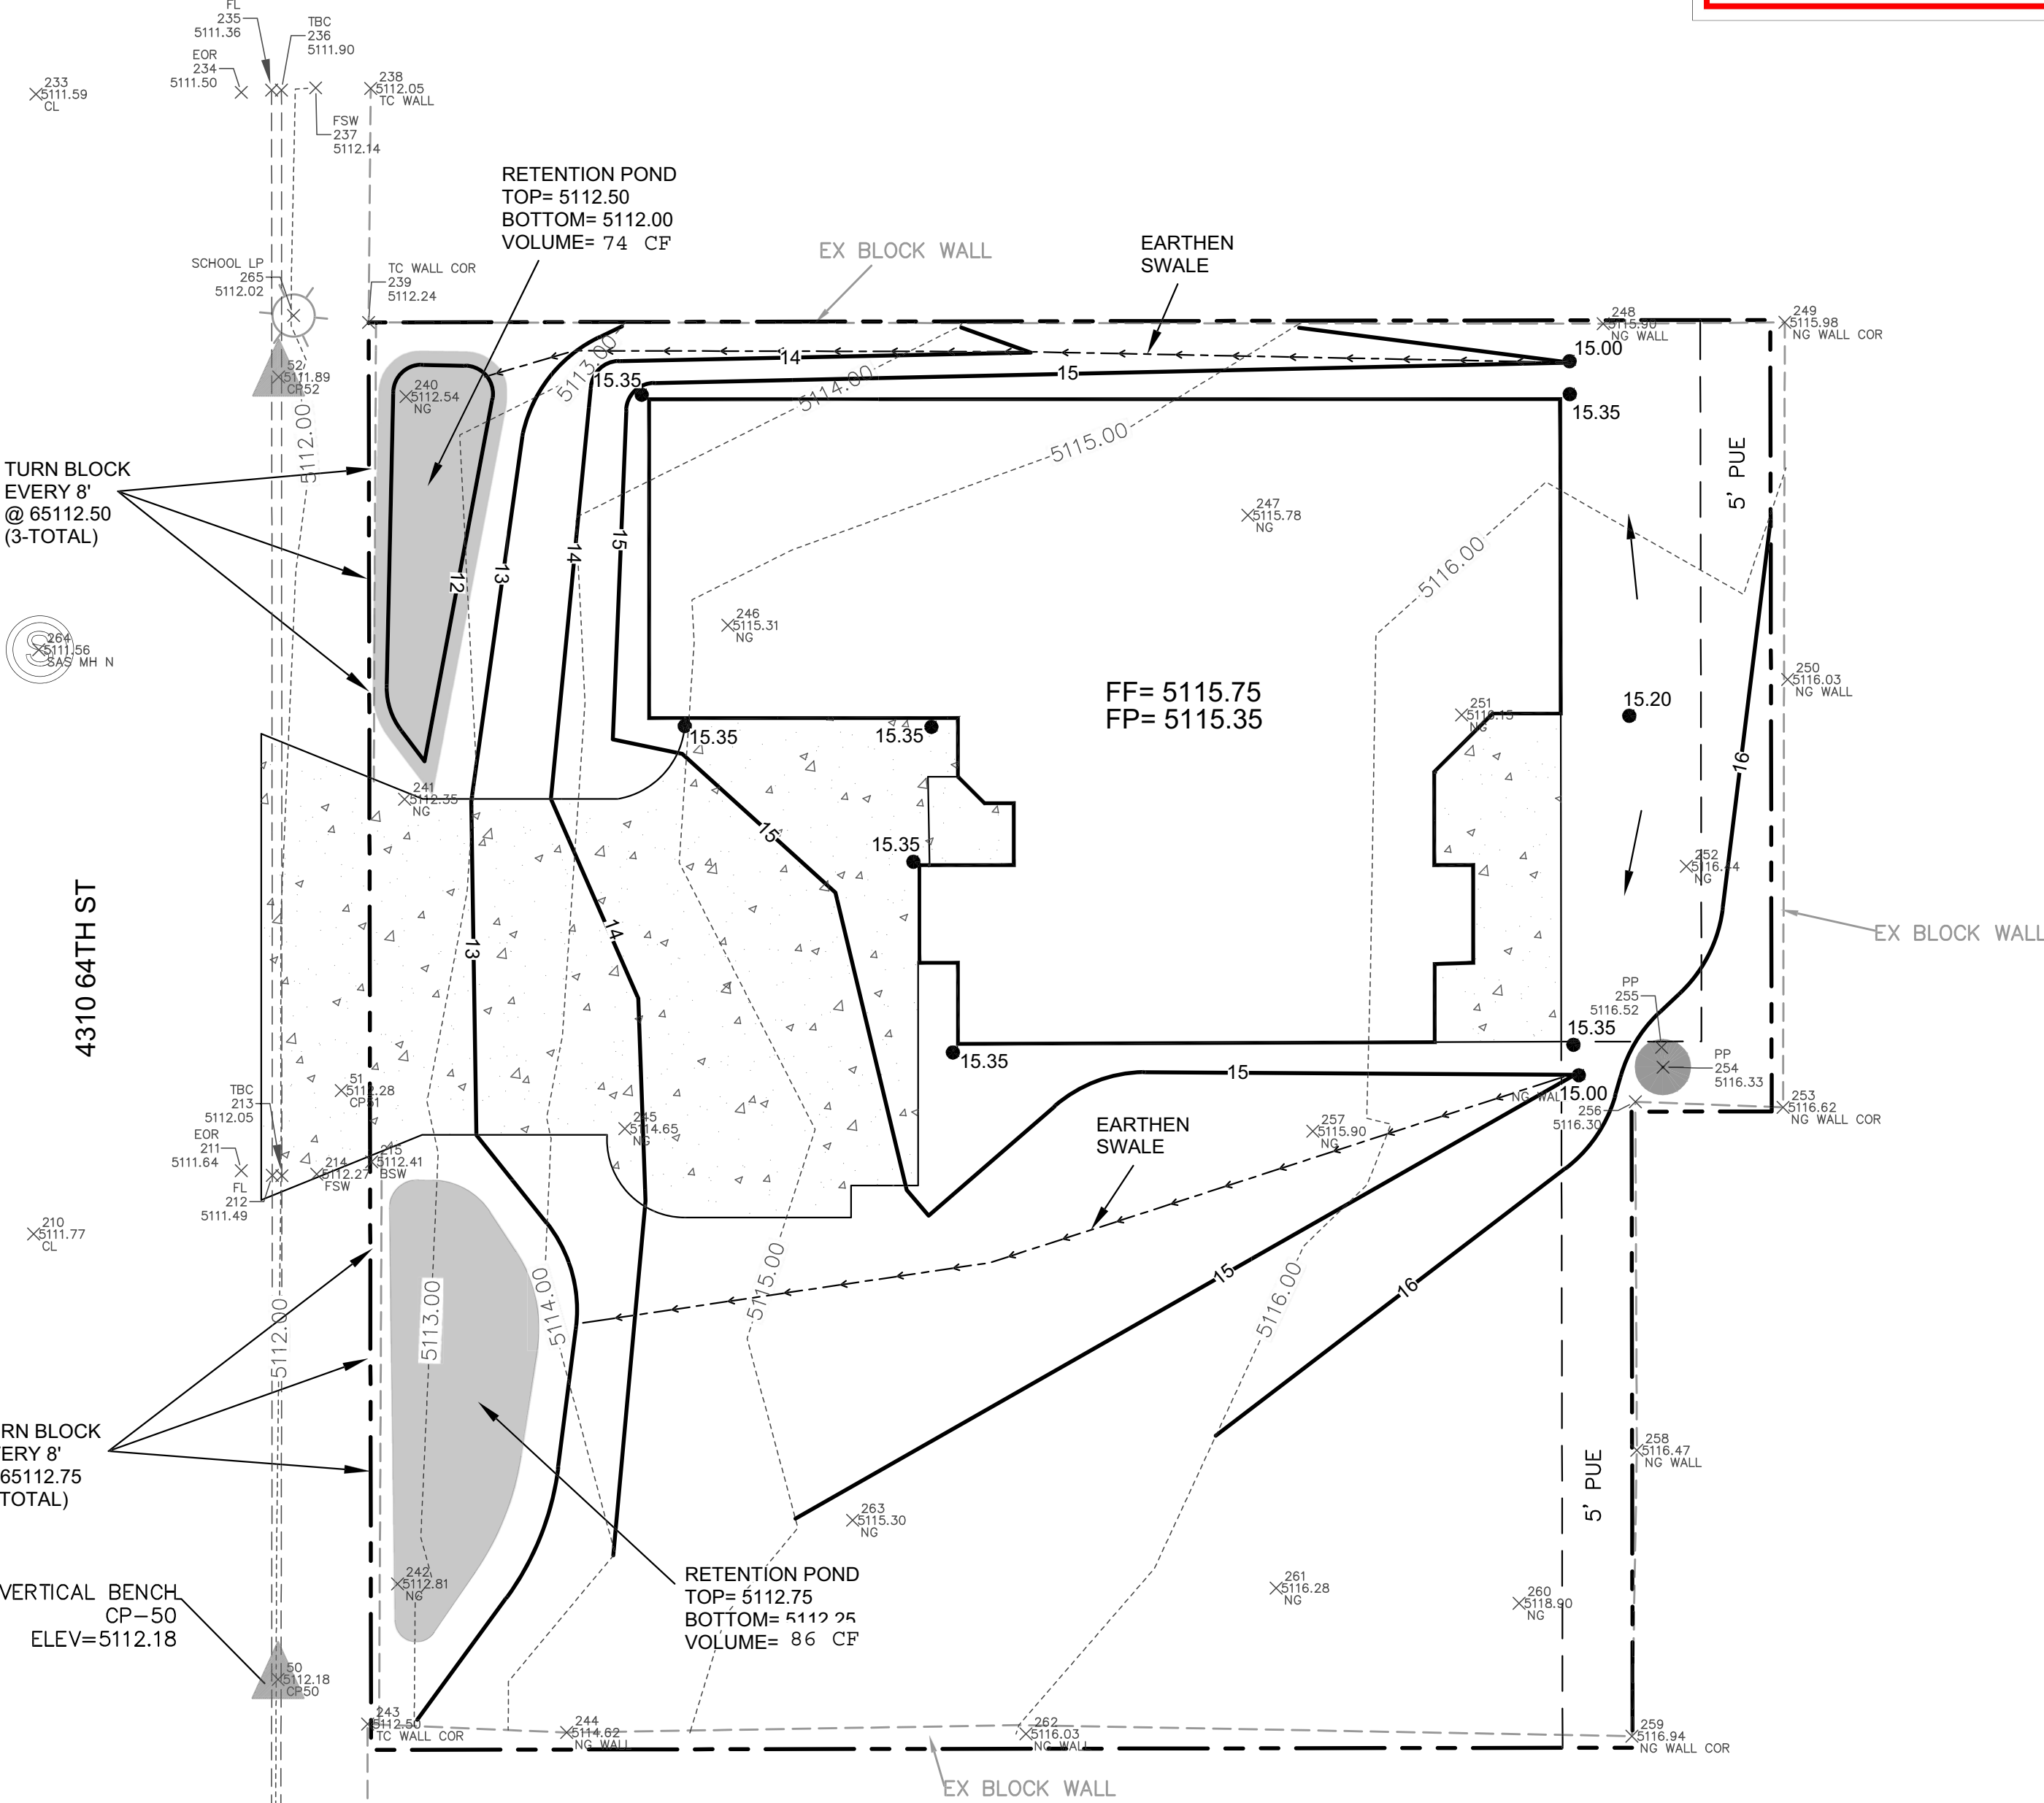 FL
235
5111.36
TBC
236
5111.90
EOR
234
5111.50
233
5111.59
CL
238
5112.05
TC WALL
FSW
237
5112.14
RETENTION POND
TOP= 5112.50
BOTTOM= 5112.00
VOLUME= 74 CF
EX BLOCK WALL
EARTHEN
SWALE
SCHOOL LP
265
5112.02
TC WALL COR
239
5112.24
248
5115.90
NG WALL
249
5115.98
NG WALL COR
52
5111.89
CP52
240
5112.54
NG
5113.00
14
15.00
15.35
15
5114.00
15.35
5112.00
5115.00
5' PUE
TURN BLOCK
EVERY 8'
@ 65112.50
(3-TOTAL)
247
5115.78
NG
12
13
14
15
5116.00
264
5111.56
SAS MH N
S
246
5115.31
NG
FF= 5115.75
FP= 5115.35
250
5116.03
NG WALL
251
5116.15
NG
15.20
15.35
15.35
16
241
5112.35
NG
15
15.35
252
5116.44
NG
4310 64TH ST
13
14
EX BLOCK WALL
PP
255
5116.52
15.35
15.35
PP
254
5116.33
51
5112.28
CP51
TBC
213
5112.05
15
15.00
NG WAL
256
5116.30
253
5116.62
NG WALL COR
EOR
211
5111.64
245
5114.65
NG
EARTHEN
SWALE
257
5115.90
NG
214
5112.27
FSW
215
5112.41
BSW
FL
212
5111.49
210
5111.77
CL
5113.00
5114.00
5115.00
15
16
5116.00
5112.00
RN BLOCK
ERY 8'
65112.75
TOTAL)
258
5116.47
NG WALL
5' PUE
263
5115.30
NG
242
5112.81
NG
RETENTION POND
TOP= 5112.75
BOTTOM= 5112.25
VOLUME= 86 CF
261
5116.28
NG
260
5118.90
NG
VERTICAL BENCH
CP-50
ELEV=5112.18
50
5112.18
CP50
243
5112.50
TC WALL COR
244
5114.62
NG WALL
262
5116.03
NG WALL
259
5116.94
NG WALL COR
EX BLOCK WALL